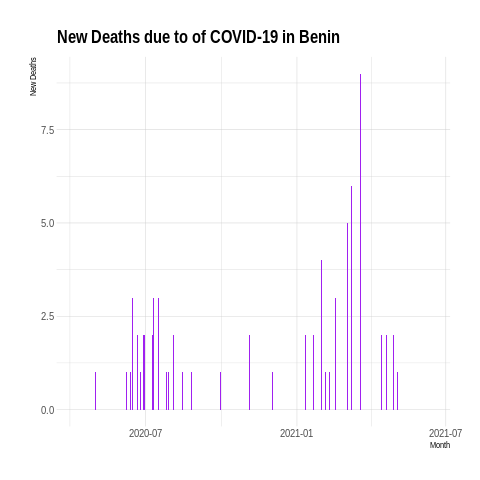 New Deaths due to of COVID-19 in Benin
New Deaths
7.5
5.0
2.5
0.0
2020-07
2021-01
2021-07
Month